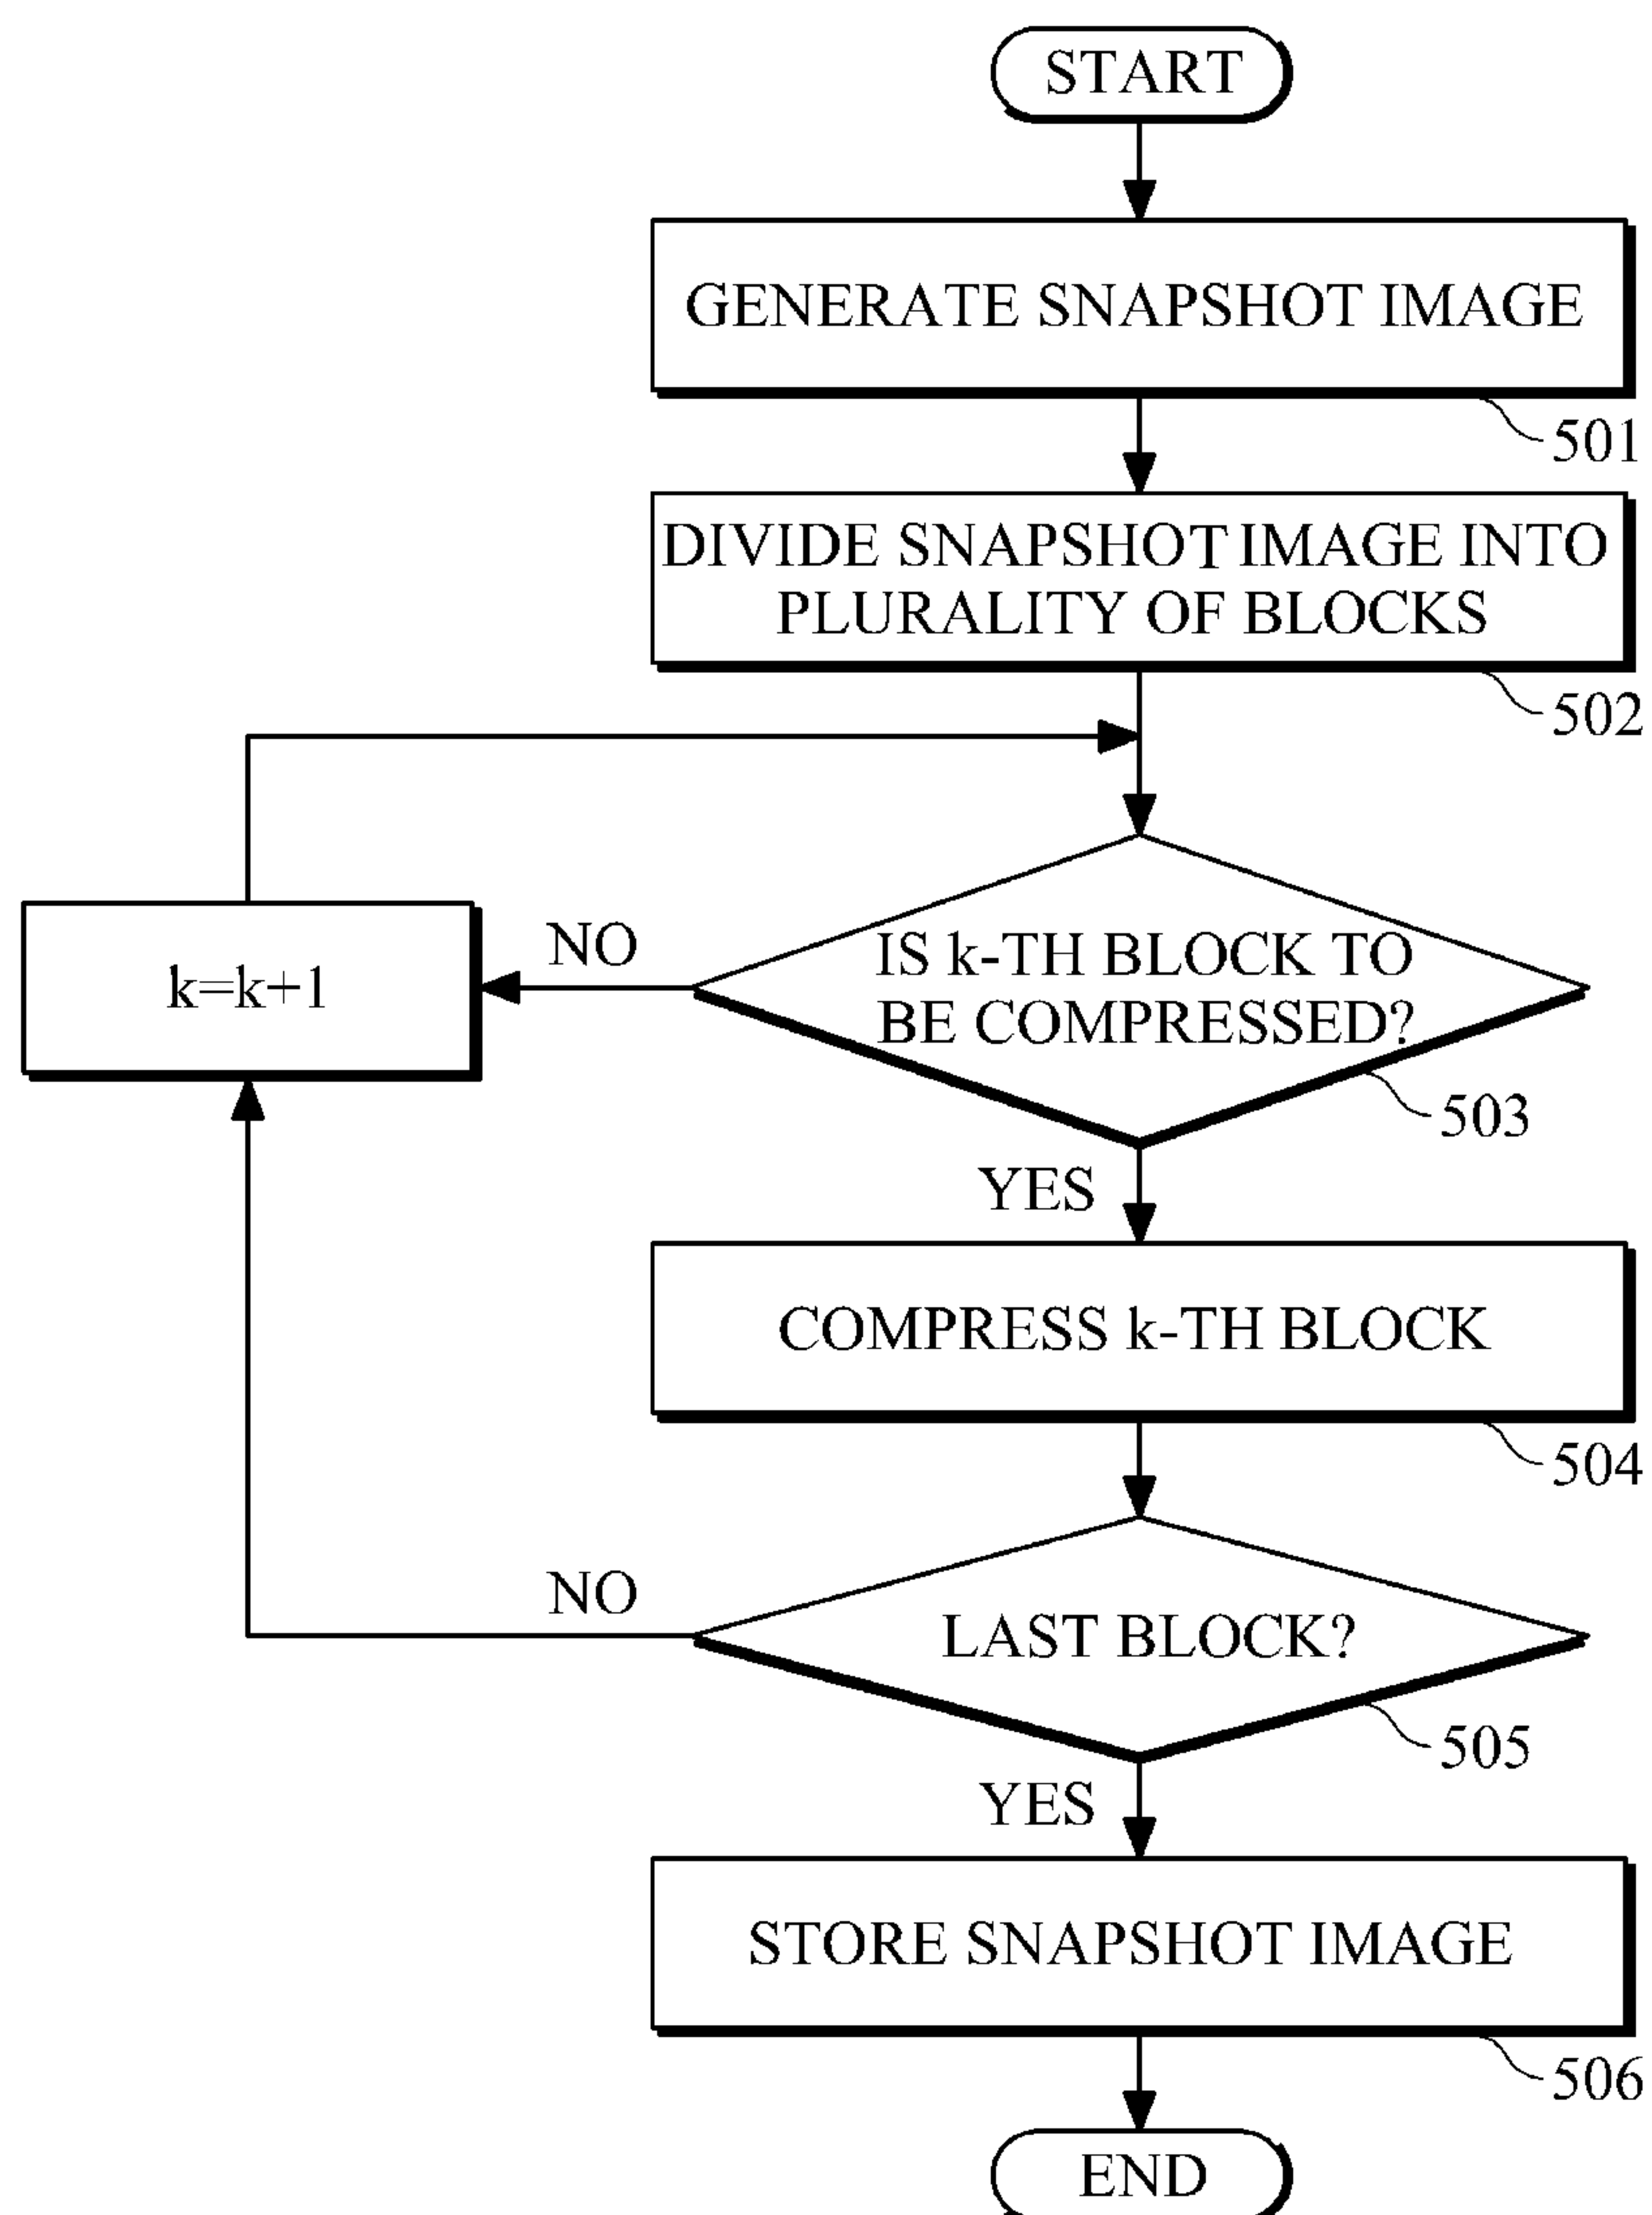 START
GENERATE SNAPSHOT IMAGE
501
DIVIDE SNAPSHOT IMAGE INTO
PLURALITY OF BLOCKS
502
IS k-TH BLOCK TO
BE COMPRESSED?
503
NO
k=k+1
YES
COMPRESS k-TH BLOCK
504
LAST BLOCK?
505
NO
YES
STORE SNAPSHOT IMAGE
506
END